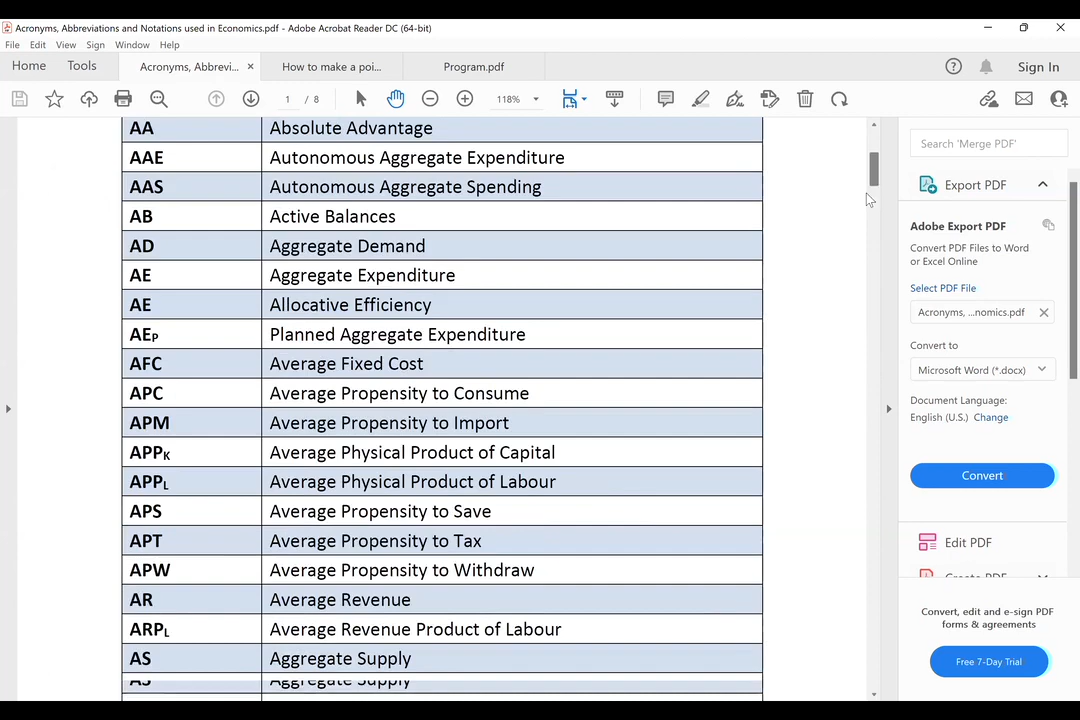 Acronyms, Abbreviations and Notations used in Economics.pdf - Adobe Acrobat Reader DC (64-bit)
File Edit View Sign Window Help
Home Tools Acronyms, Abbrevi... × How to make a poi... Program.pdf Sign In
1 / 8 118%
AA Absolute Advantage
AAE Autonomous Aggregate Expenditure
AAS Autonomous Aggregate Spending
AB Active Balances
AD Aggregate Demand
AE Aggregate Expenditure
AE Allocative Efficiency
AEP Planned Aggregate Expenditure
AFC Average Fixed Cost
APC Average Propensity to Consume
APM Average Propensity to Import
APPK Average Physical Product of Capital
APPL Average Physical Product of Labour
APS Average Propensity to Save
APT Average Propensity to Tax
APW Average Propensity to Withdraw
AR Average Revenue
ARPL Average Revenue Product of Labour
AS Aggregate Supply
AS Aggregate Supply
Search 'Merge PDF'
Export PDF
Adobe Export PDF
Convert PDF Files to Word
or Excel Online
Select PDF File
Acronyms, ...nomics.pdf
Convert to
Microsoft Word (*.docx)
Document Language:
English (U.S.) Change
Convert
Edit PDF
Create PDF
Convert, edit and e-sign PDF
forms & agreements
Free 7-Day Trial